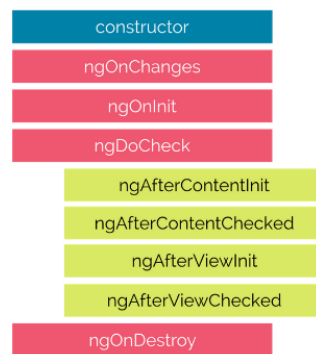 constructor
ngOnChanges
ngOnInit
ngDoCheck
ngAfterContentInit
ngAfterContentChecked
ngAfterViewInit
ngAfterViewChecked
ngOnDestroy